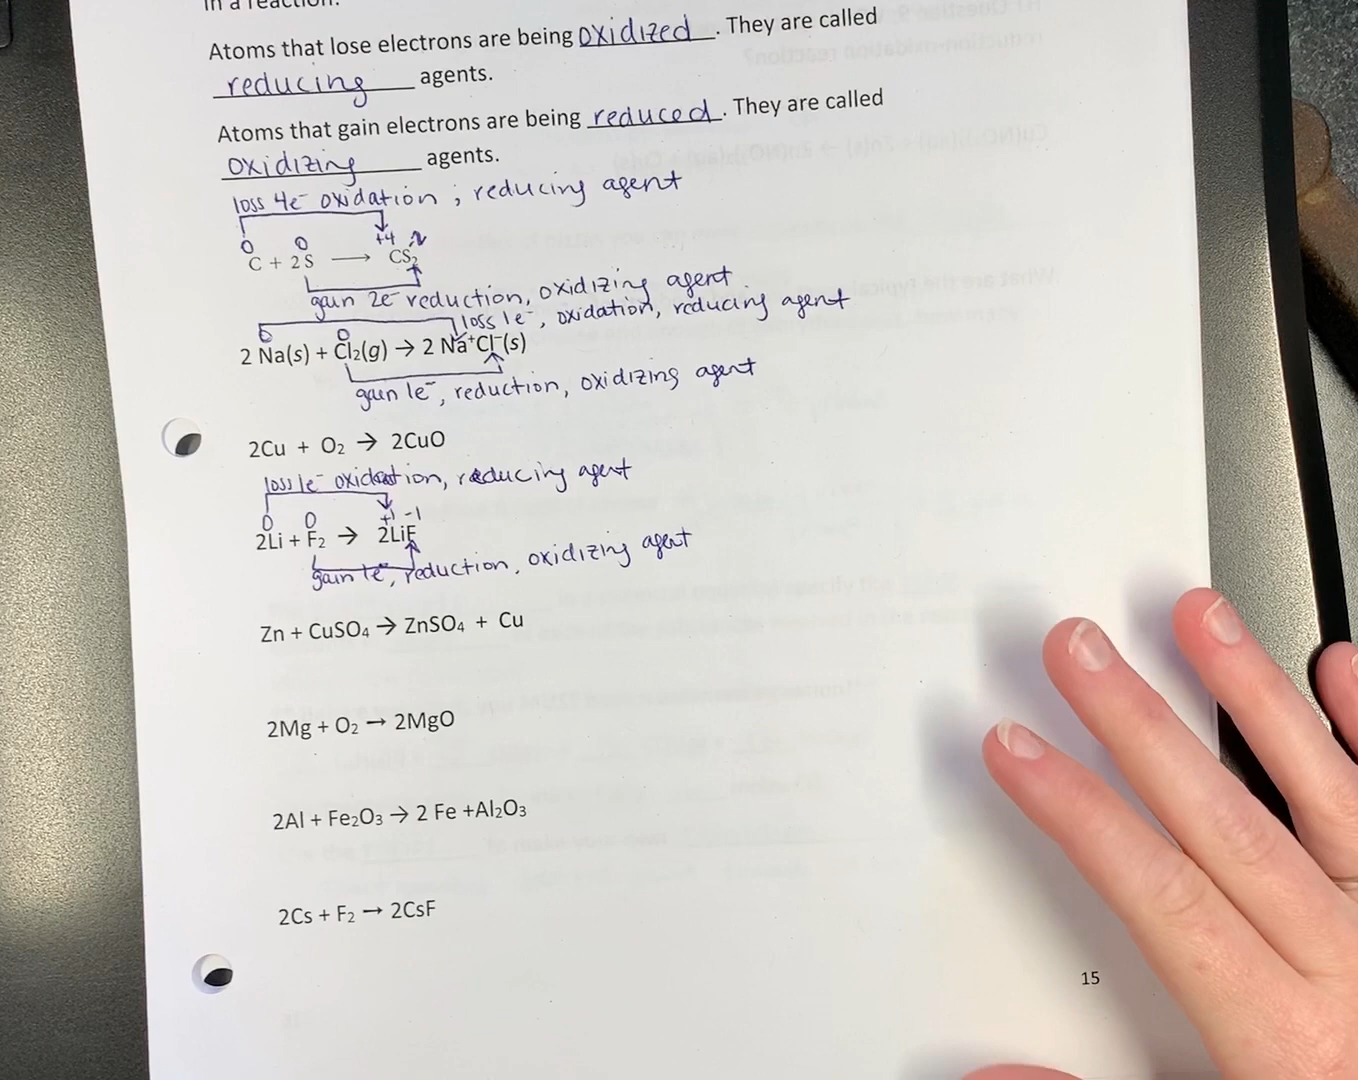 in a reaction.
Atoms that lose electrons are being oxidized. They are called
reducing agents.
Atoms that gain electrons are being reduced. They are called
oxidizing agents.
loss 4e⁻ oxidation ; reducing agent
0 0 +4 -2
C + 2S ⟶ CS₂
gain 2e⁻ reduction, oxidizing agent
loss 1e⁻, oxidation, reducing agent
0 0
2 Na(s) + Cl₂(g) → 2 Na⁺Cl⁻(s)
gain 1e⁻, reduction, oxidizing agent
2Cu + O₂ → 2CuO
loss 1e⁻ oxidation, reducing agent
0 0 +1 -1
2Li + F₂ → 2LiF
gain 1e⁻, reduction, oxidizing agent
Zn + CuSO₄ → ZnSO₄ + Cu
2Mg + O₂ → 2MgO
2Al + Fe₂O₃ → 2 Fe +Al₂O₃
2Cs + F₂ → 2CsF
15